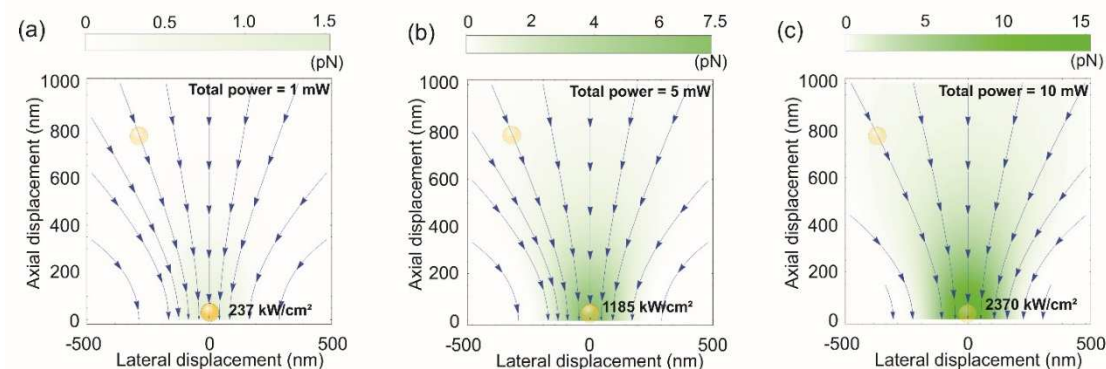 (a)
0 0.5 1 1.5
(pN)
Total power = 1 mW
1000
800
600
400
200
0
Axial displacement (nm)
237 kW/cm²
-500 0 500
Lateral displacement (nm)
(b)
0 2 4 6 7.5
(pN)
Total power = 5 mW
1000
800
600
400
200
0
Axial displacement (nm)
1185 kW/cm²
-500 0 500
Lateral displacement (nm)
(c)
0 5 10 15
(pN)
Total power = 10 mW
1000
800
600
400
200
0
Axial displacement (nm)
2370 kW/cm²
-500 0 500
Lateral displacement (nm)